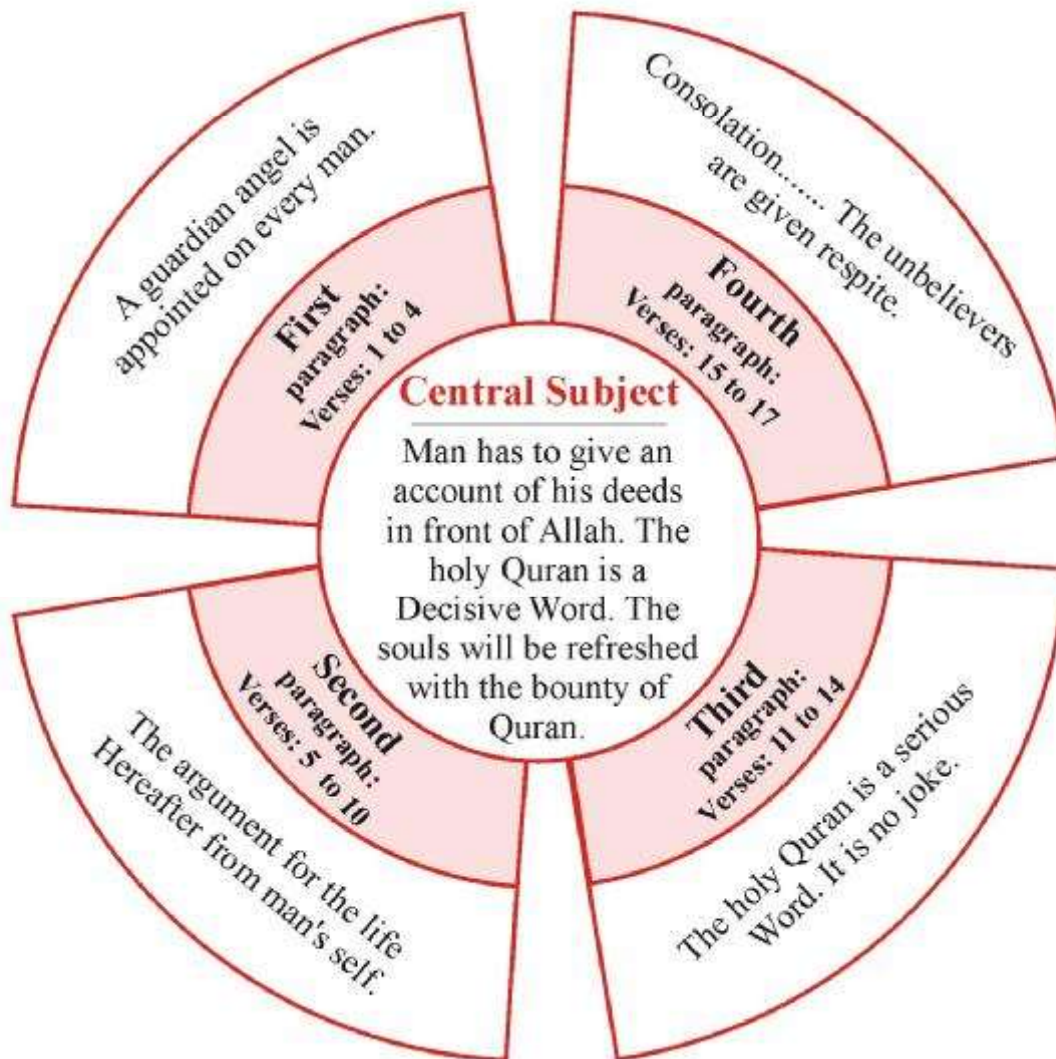 Central Subject
Man has to give an
account of his deeds
in front of Allah. The
holy Quran is a
Decisive Word. The
souls will be refreshed
with the bounty of
Quran.
First
paragraph:
Verses: 1 to 4
A guardian angel is
appointed on every man.
Second
paragraph:
Verses: 5 to 10
The argument for the life
Hereafter from man's self.
Third
paragraph:
Verses: 11 to 14
The holy Quran is a serious
Word. It is no joke.
Fourth
paragraph:
Verses: 15 to 17
Consolation....... The unbelievers
are given respite.